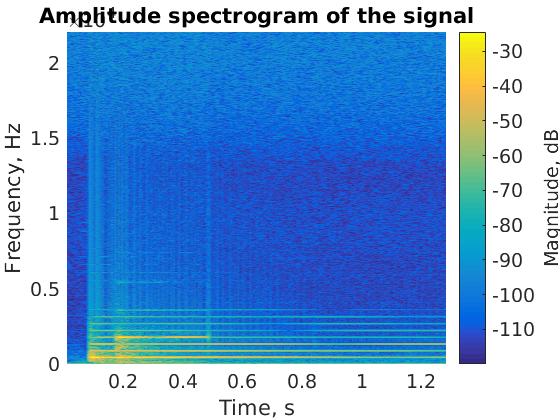 Amplitude spectrogram of the signal
2
1.5
1
0.5
0
Frequency, Hz
0.2 0.4 0.6 0.8 1 1.2
Time, s
-30
-40
-50
-60
-70
-80
-90
-100
-110
Magnitude, dB